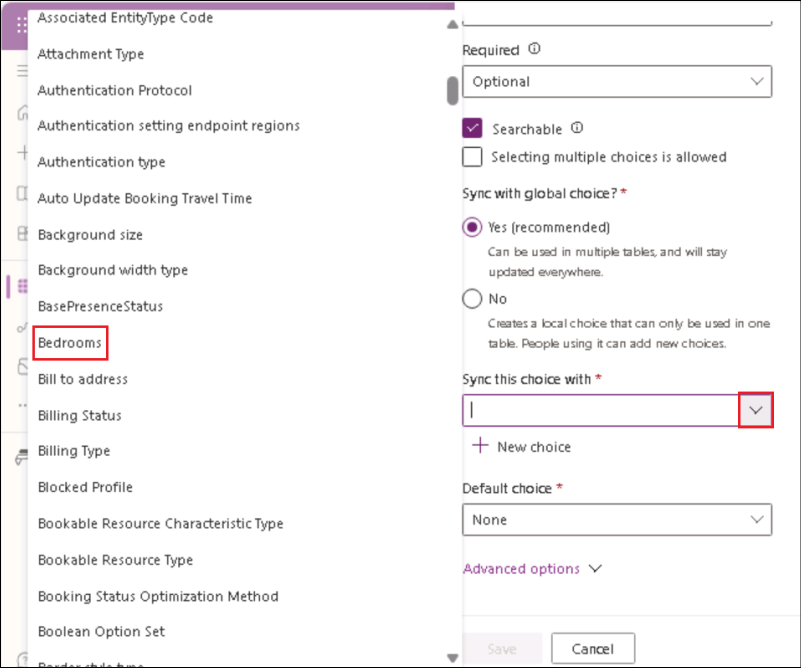 Associated EntityType Code
Attachment Type
Authentication Protocol
Authentication setting endpoint regions
Authentication type
Auto Update Booking Travel Time
Background size
Background width type
BasePresenceStatus
Bedrooms
Bill to address
Billing Status
Billing Type
Blocked Profile
Bookable Resource Characteristic Type
Bookable Resource Type
Booking Status Optimization Method
Boolean Option Set
Border style type
Required
Optional
Searchable
Selecting multiple choices is allowed
Sync with global choice? *
Yes (recommended)
Can be used in multiple tables, and will stay
updated everywhere.
No
Creates a local choice that can only be used in one
table. People using it can add new choices.
Sync this choice with *
New choice
Default choice *
None
Advanced options
Save
Cancel